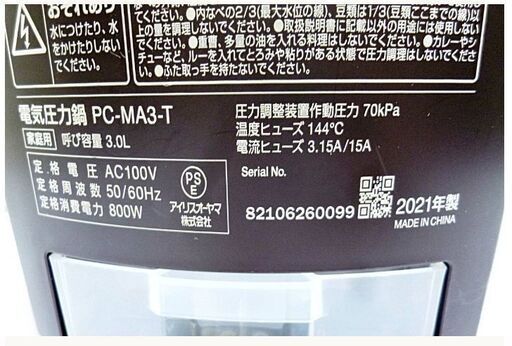 おそれあり
水につけたり、水
をかけたりしない
でください。
でください。●内なべの2/3(最大水位の線)、豆類は1/3(豆類ここまでの線)以
上の量を調理しないでください。●取扱説明書に記載以外の用途には使用しない
でください。●重曹、多量の油を入れる料理はしないでください。●カレーやシ
チューなど、ルーを入れてとろみや粘りがある状態で圧力調理はしないでください。
●ふた取っ手を持たないでください。
電気圧力鍋 PC-MA3-T
家庭用 呼び容量 3.0L
定格電圧 AC100V
定格周波数 50/60Hz
定格消費電力 800W
PS
E
アイリスオーヤマ
株式会社
圧力調整装置作動圧力 70kPa
温度ヒューズ 144℃
電流ヒューズ 3.15A/15A
Serial No.
82106260099
2021年製
MADE IN CHINA